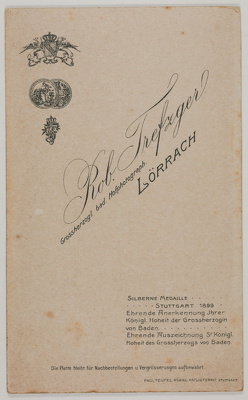 Rob. Trefzger
Grossherzogl. bad. Hofphotograph.
LÖRRACH
SILBERNE MEDAILLE
STUTTGART 1889
Ehrende Anerkennung Ihrer
Königl. Hoheit der Grossherzogin
von Baden
Ehrende Auszeichnung Sr Königl.
Hoheit des Grossherzogs von Baden
Die Platte bleibt für Nachbestellungen u. Vergrösserungen aufbewahrt.